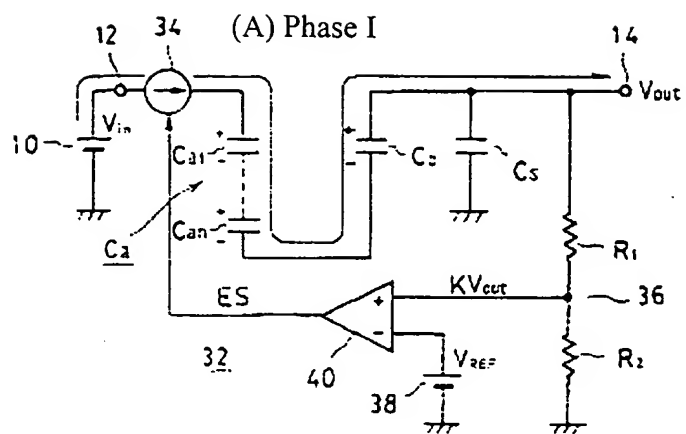 (A) Phase I
34
12
14
Vin
Vout
10
+
-
Ca1
+
-
Can
Ca
+
-
Cb
Cs
R1
ES
+
-
KVout
36
32
40
VREF
38
R2